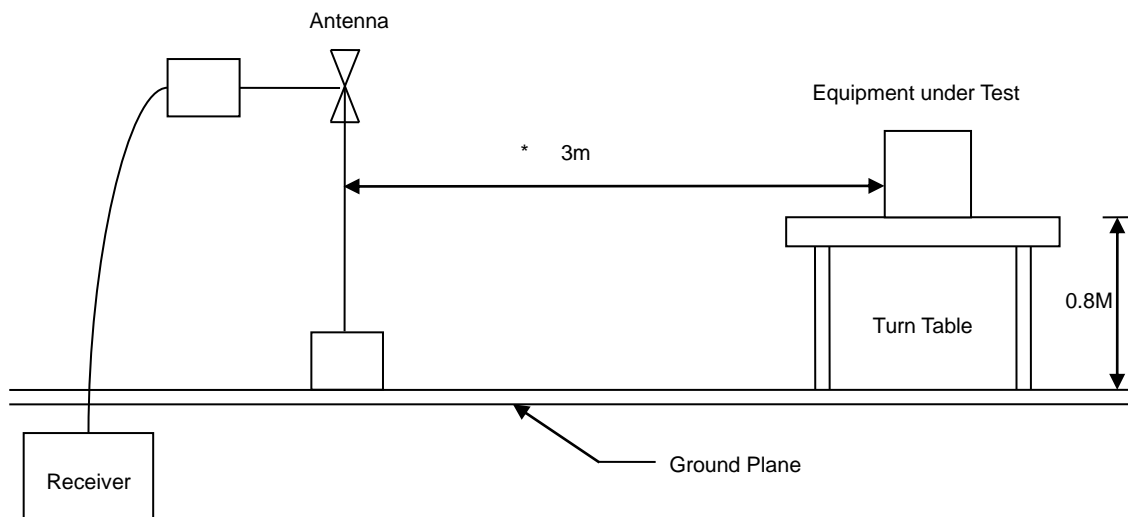 Antenna
Equipment under Test
* 3m
0.8M
Turn Table
Ground Plane
Receiver